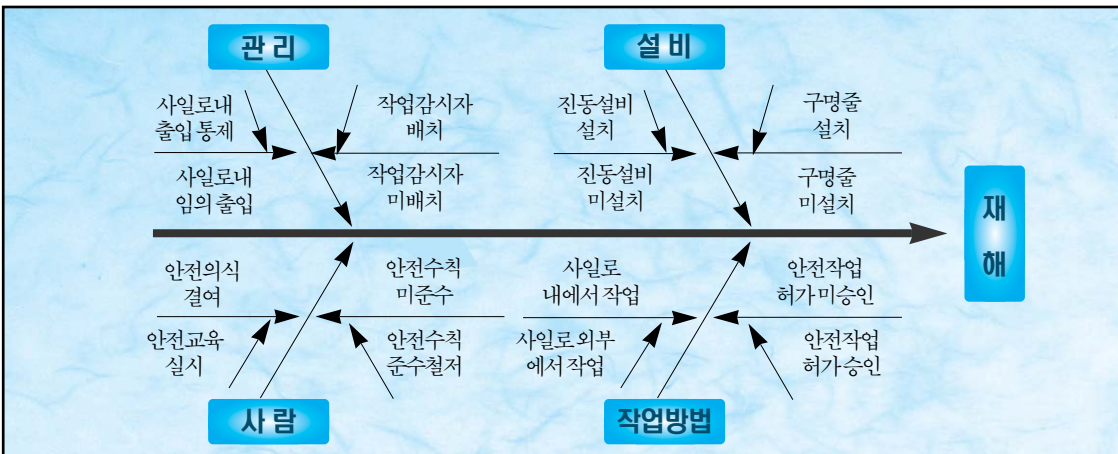 관리
설비
사일로대
출입 통제
작업감시자
배치
진동설비
설치
구명줄
설치
사일로대
임의 출입
작업감시자
미배치
진동설비
미설치
구명줄
미설치
재
해
안전의식
결여
안전수칙
미준수
사일로
내에서 작업
안전작업
허가 미승인
안전교육
실시
안전수칙
준수철저
사일로 외부
에서 작업
안전작업
허가승인
사람
작업방법